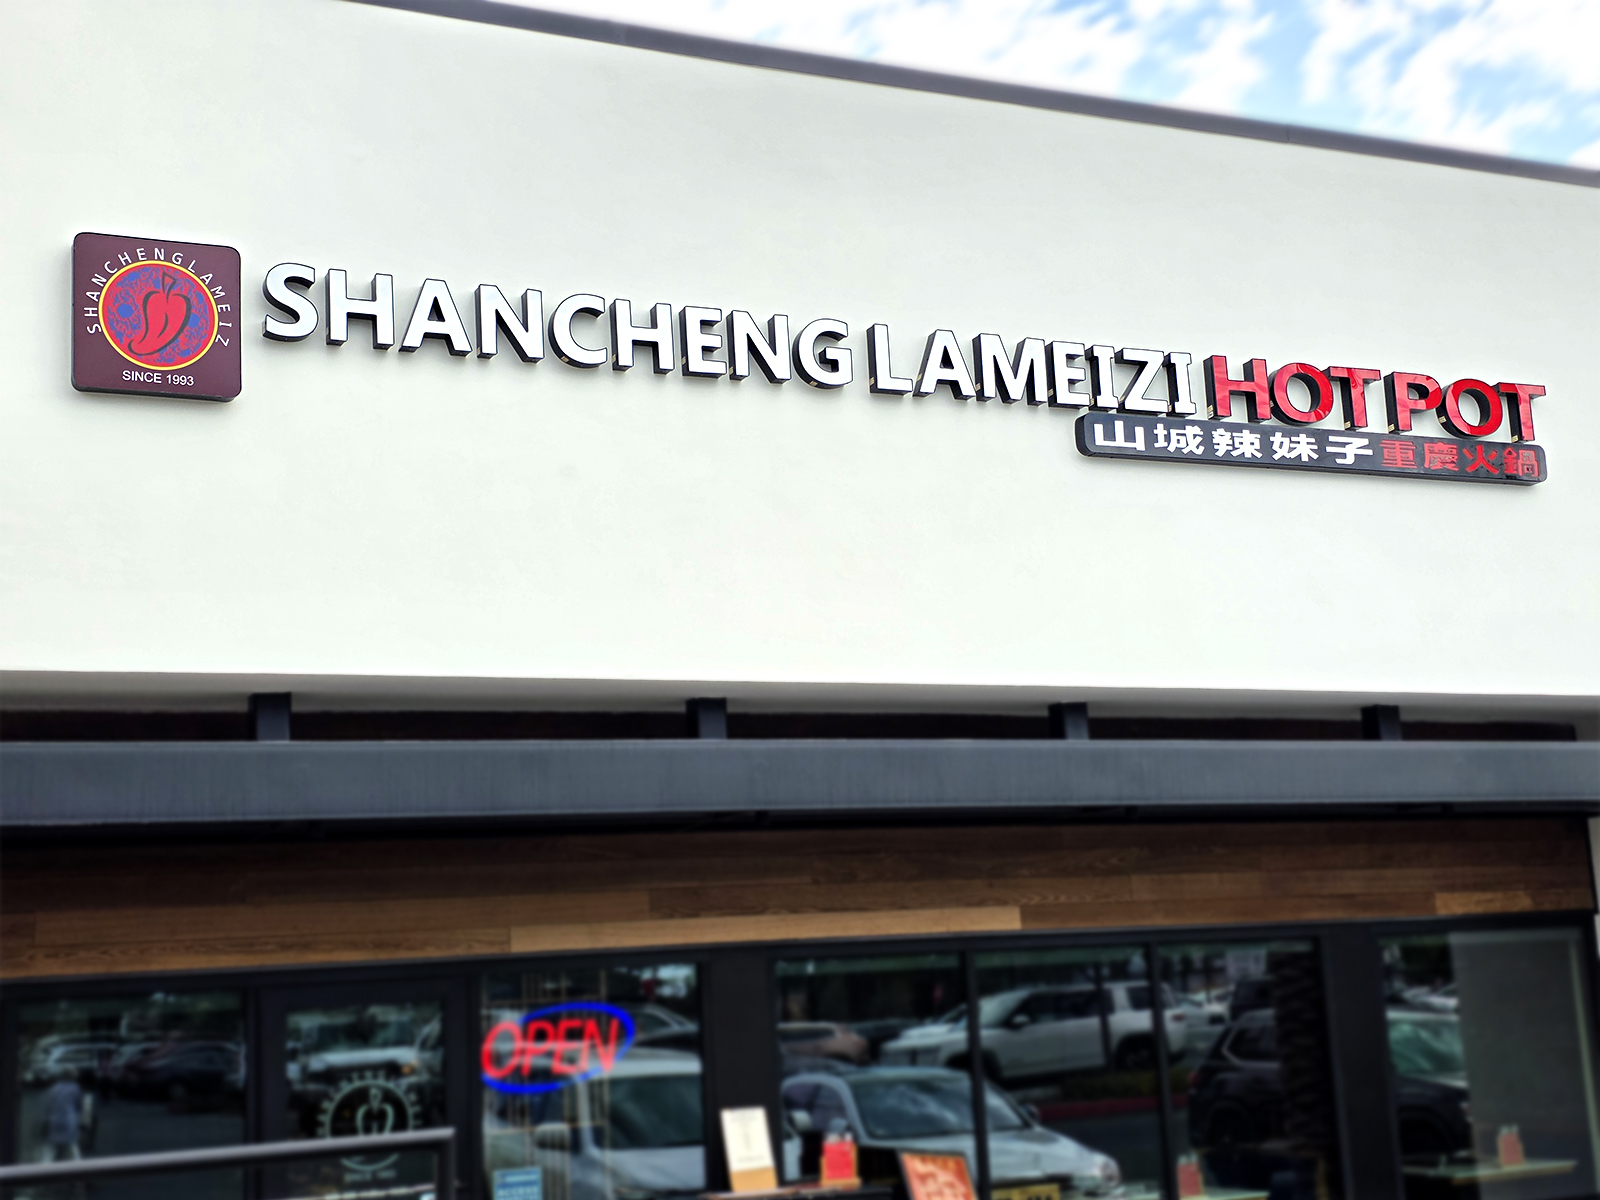 SHANCHENGLAMEIZ
SINCE 1993
SHANCHENG LAMEIZI HOT POT
山城辣妹子重慶火鍋
OPEN